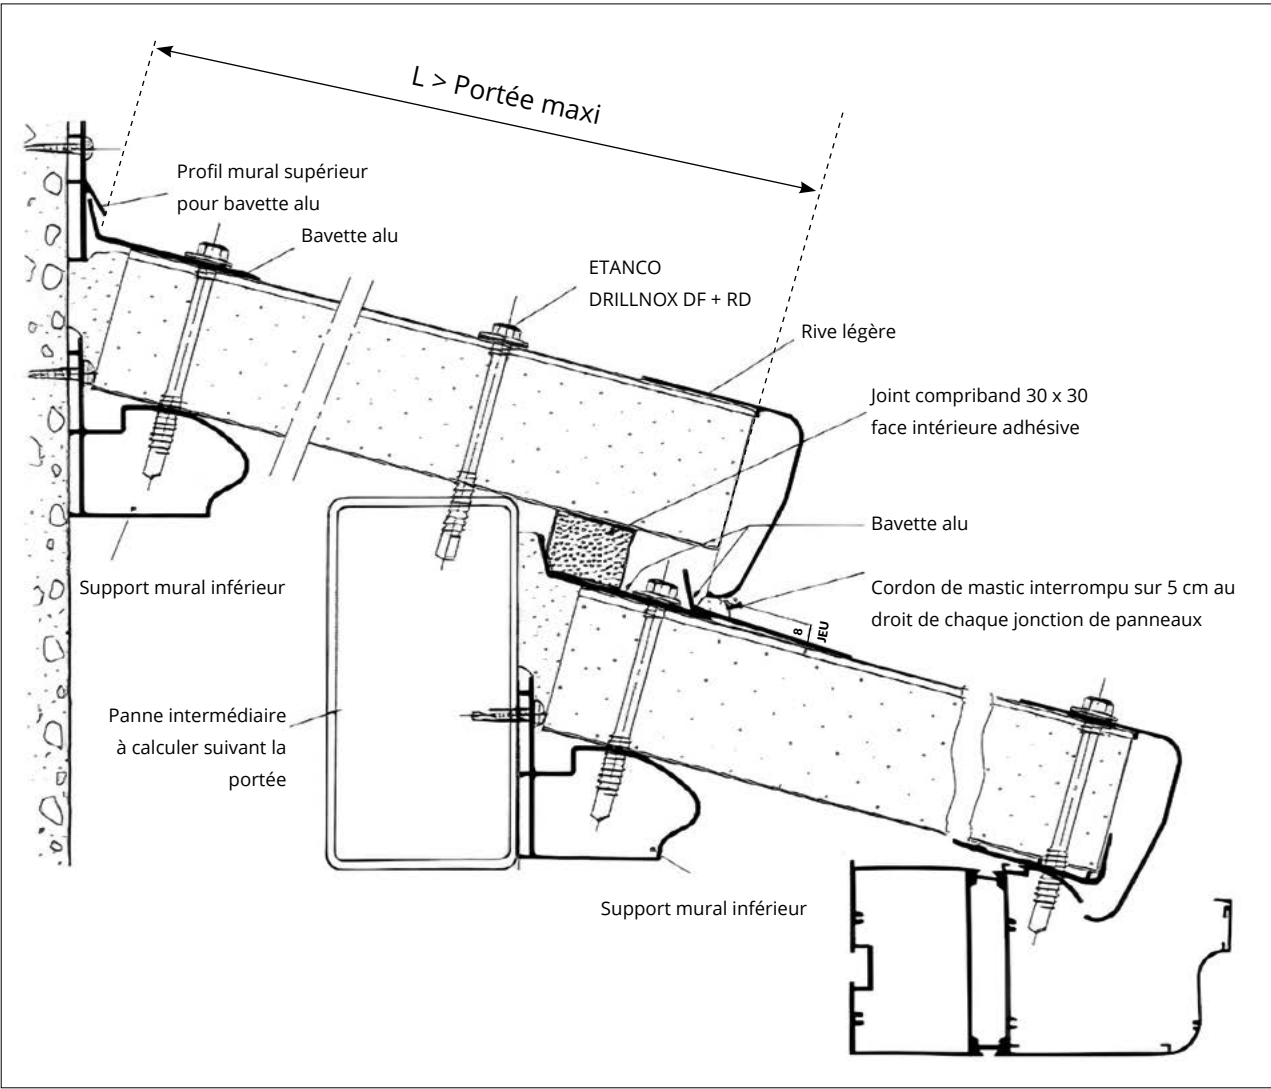 L > Portée maxi
Profil mural supérieur
pour bavette alu
Bavette alu
ETANCO
DRILLNOX DF + RD
Rive légère
Joint compriband 30 x 30
face intérieure adhésive
Bavette alu
Support mural inférieur
Cordon de mastic interrompu sur 5 cm au
droit de chaque jonction de panneaux
8
JEU
Panne intermédiaire
à calculer suivant la
portée
Support mural inférieur